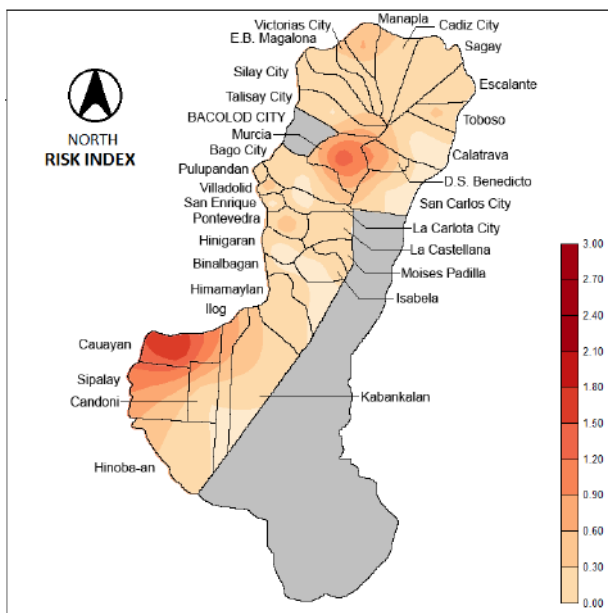 Manapla
Victorias City
Cadiz City
E.B. Magalona
Sagay
Silay City
Escalante
Talisay City
BACOLOD CITY
Toboso
Murcia
Bago City
Calatrava
Pulupandan
D.S. Benedicto
Villadolid
San Enrique
San Carlos City
Pontevedra
La Carlota City
Hinigaran
La Castellana
Binalbagan
Moises Padilla
Himamaylan
Isabela
Ilog
Cauayan
Sipalay
Candoni
Kabankalan
Hinoba-an
NORTH
RISK INDEX
3.00
2.70
2.40
2.10
1.80
1.50
1.20
0.90
0.60
0.30
0.00